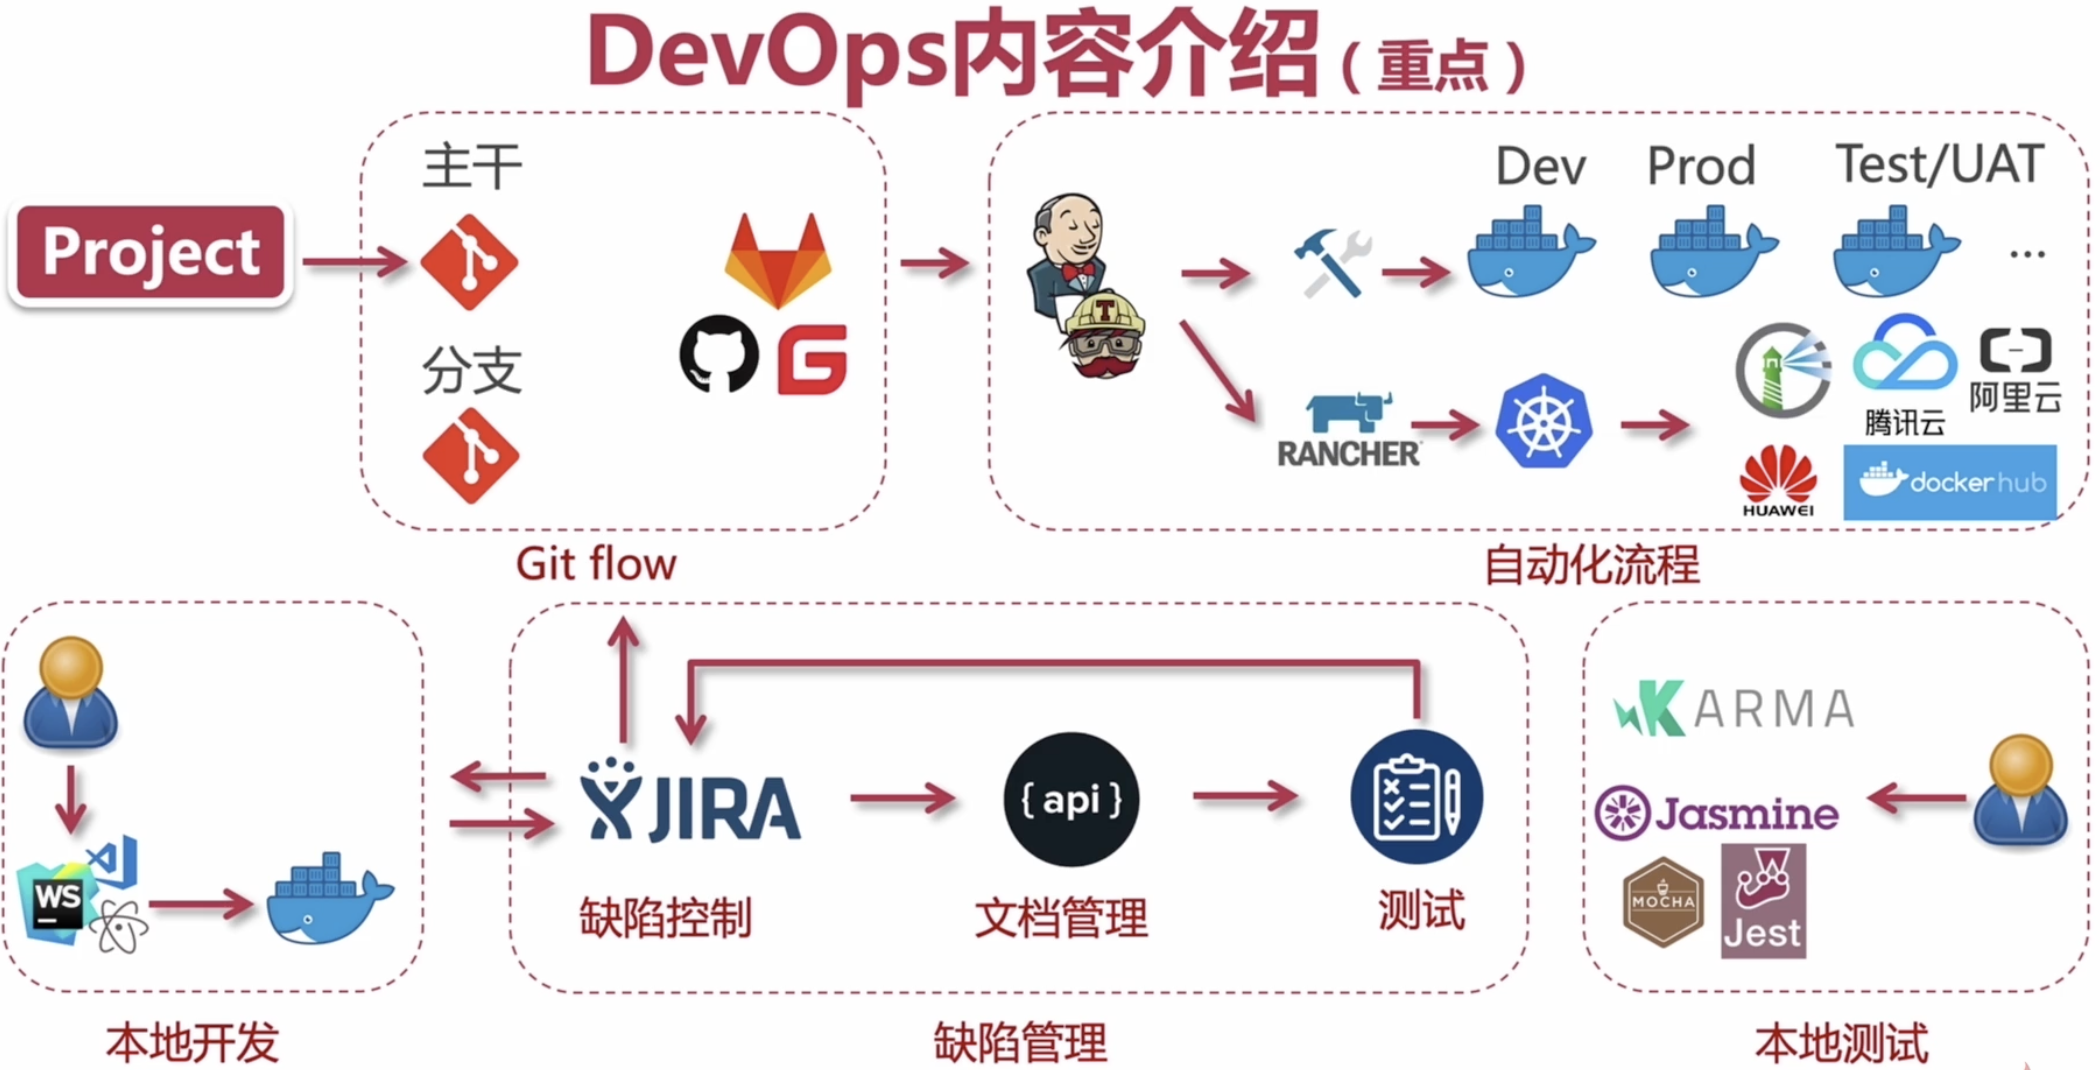 DevOps内容介绍(重点)
Project
主干
分支
Git flow
T
Dev
Prod
Test/UAT
...
RANCHER
腾讯云
阿里云
HUAWEI
docker hub
自动化流程
WS
本地开发
JIRA
缺陷控制
{api}
文档管理
测试
缺陷管理
KARMA
Jasmine
MOCHA
Jest
本地测试